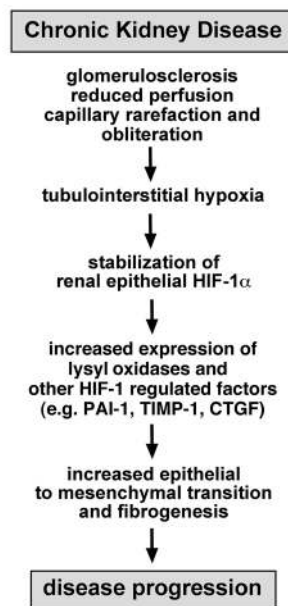 Chronic Kidney Disease
glomerulosclerosis
reduced perfusion
capillary rarefaction and
obliteration
tubulointerstitial hypoxia
stabilization of
renal epithelial HIF-1α
increased expression of
lysyl oxidases and
other HIF-1 regulated factors
(e.g. PAI-1, TIMP-1, CTGF)
increased epithelial
to mesenchymal transition
and fibrogenesis
disease progression